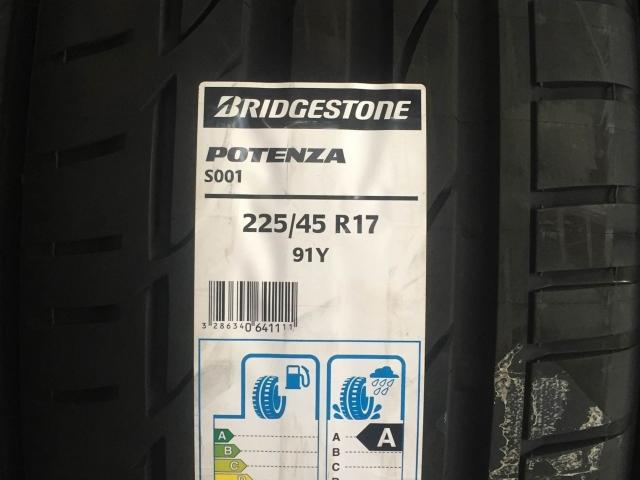 BRIDGESTONE
POTENZA
S001
225/45 R17
91Y
3 286340 641111
A
B
C
A
A
B
C